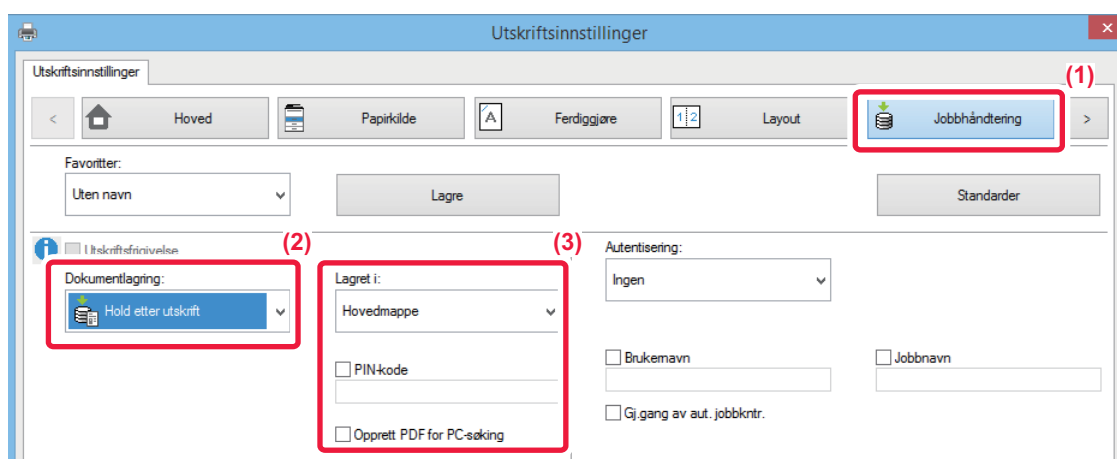 Utskriftsinnstillinger
Utskriftsinnstillinger
(1)
<
Hoved
Papirkilde
A
Ferdiggjøre
1 2
Layout
Jobbhåndtering
>
Favoritter:
Uten navn
Lagre
Standarder
Utskriftsfrigivelse
(2)
(3)
Autentisering:
Dokumentlagring:
Lagret i:
Ingen
Hold etter utskrift
Hovedmappe
PIN-kode
Brukernavn
Jobbnavn
Gj.gang av aut. jobbkntr.
Opprett PDF for PC-søking